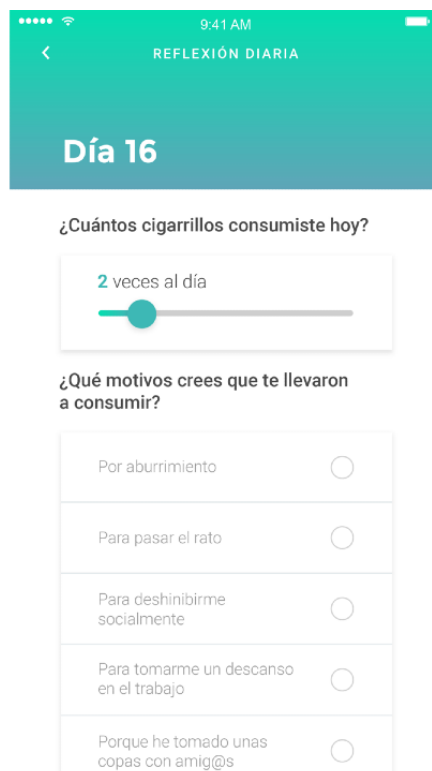 9:41 AM
REFLEXIÓN DIARIA
Día 16
¿Cuántos cigarrillos consumiste hoy?
2 veces al día
¿Qué motivos crees que te llevaron
a consumir?
Por aburrimiento
Para pasar el rato
Para deshinibirme
socialmente
Para tomarme un descanso
en el trabajo
Porque he tomado unas
copas con amig@s